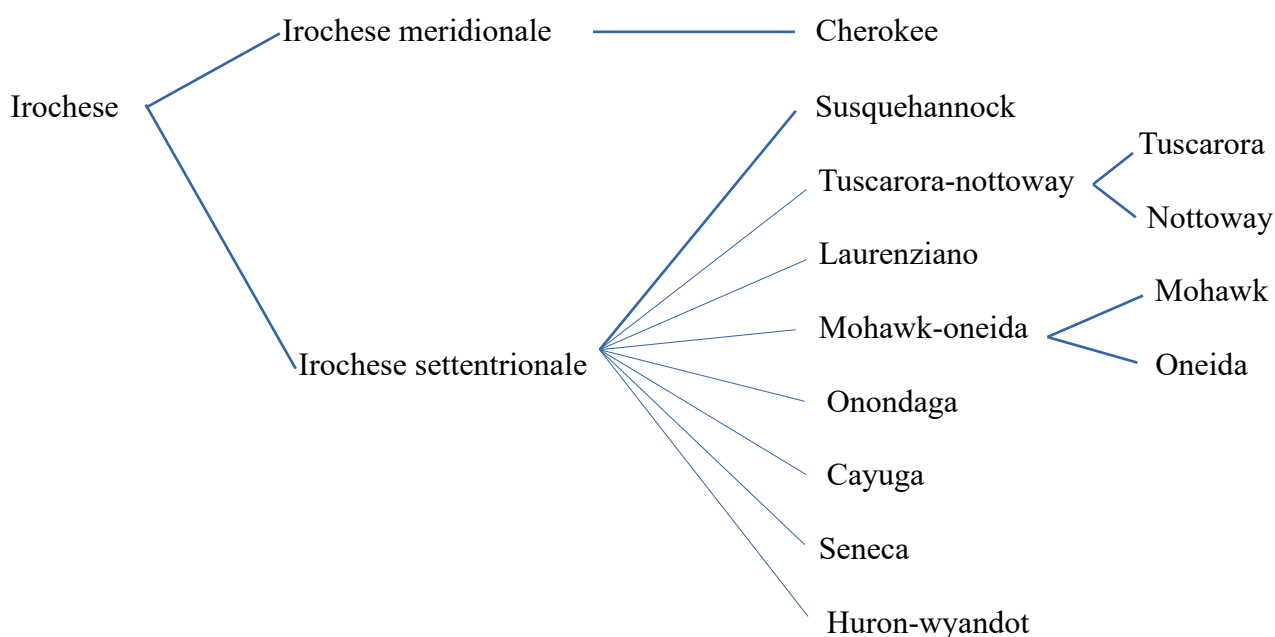 Irochese meridionale
Cherokee
Irochese
Susquehannock
Tuscarora
Tuscarora-nottoway
Nottoway
Laurenziano
Mohawk
Mohawk-oneida
Irochese settentrionale
Oneida
Onondaga
Cayuga
Seneca
Huron-wyandot